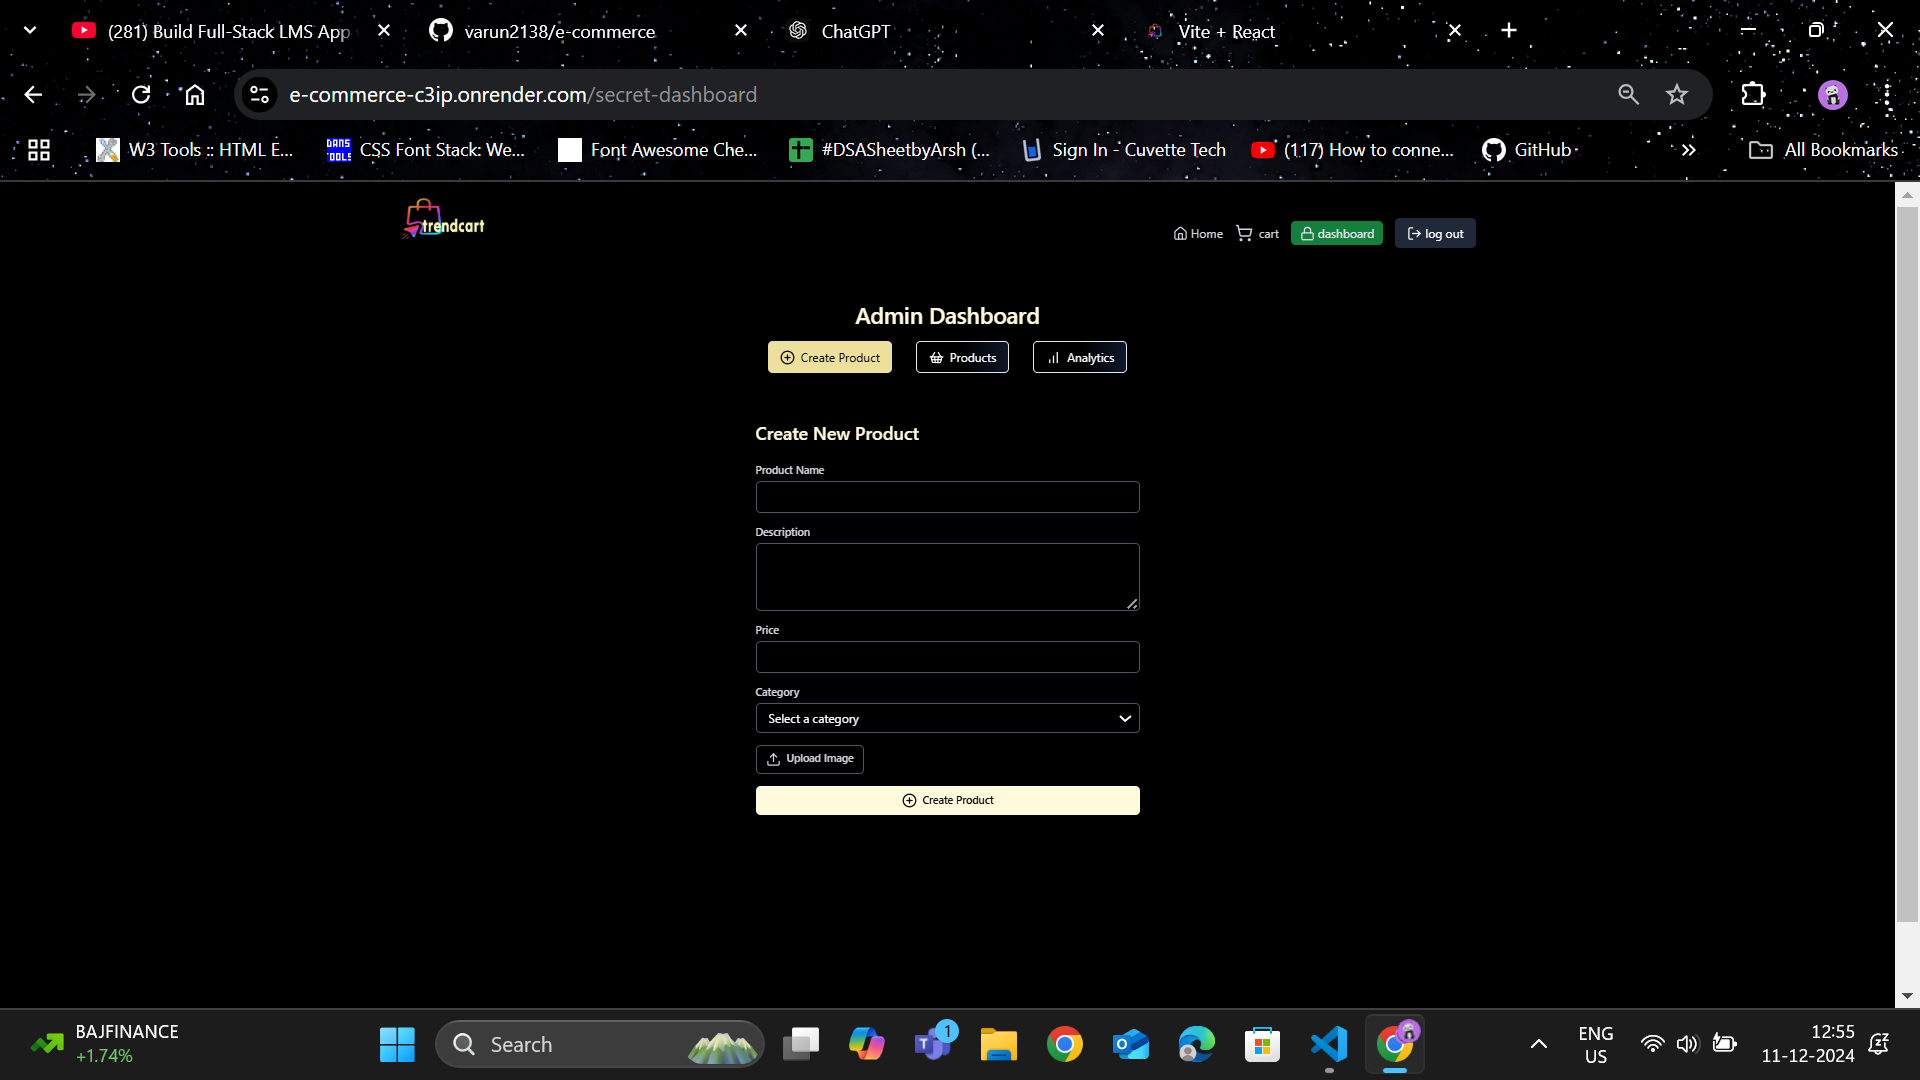 (281) Build Full-Stack LMS App
varun2138/e-commerce
ChatGPT
Vite + React
e-commerce-c3ip.onrender.com/secret-dashboard
W3 Tools :: HTML E...
DANS TOOLS
CSS Font Stack: We...
Font Awesome Che...
#DSASheetbyArsh (...
Sign In - Cuvette Tech
(117) How to conne...
GitHub
All Bookmarks
trendcart
Home
cart
dashboard
log out
Admin Dashboard
Create Product
Products
Analytics
Create New Product
Product Name
Description
Price
Category
Select a category
Upload Image
Create Product
BAJFINANCE
+1.74%
Search
1
ENG
US
12:55
11-12-2024